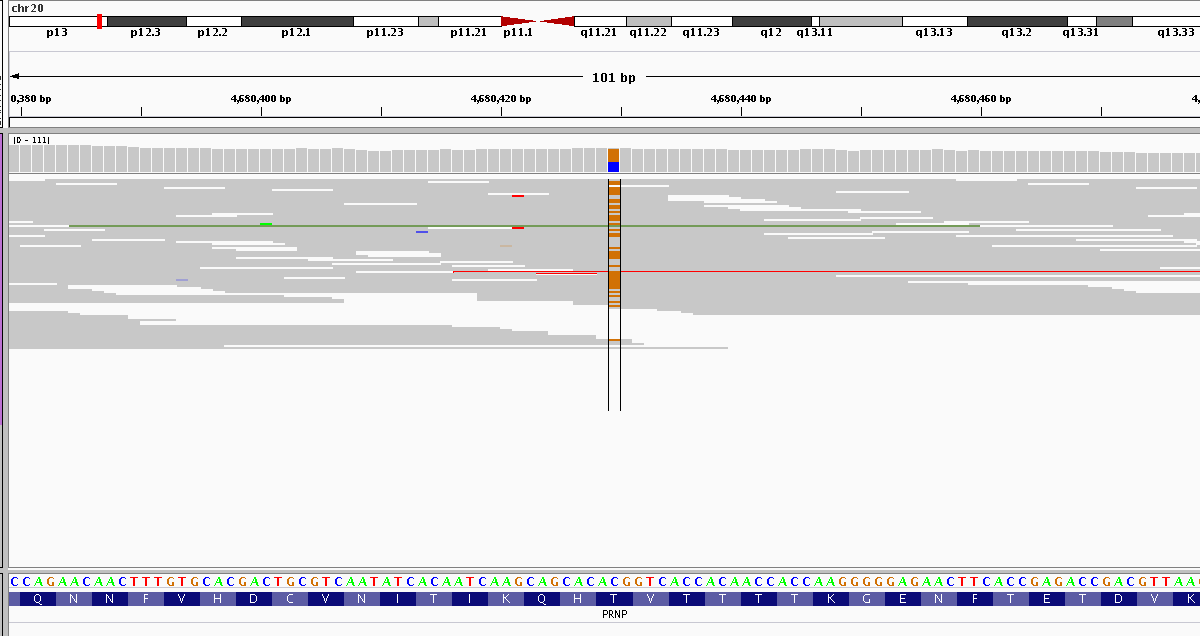 chr20
p13 p12.3 p12.2 p12.1 p11.23 p11.21 p11.1 q11.21 q11.22 q11.23 q12 q13.11 q13.13 q13.2 q13.31 q13.33
101 bp
0,380 bp 4,680,400 bp 4,680,420 bp 4,680,440 bp 4,680,460 bp 4,
[0 - 111]
C C A G A A C A A C T T T G T G C A C G A C T G C G T C A A T A T C A C A A T C A A G C A G C A C A C G G T C A C C A C A A C C A C C A A G G G G G A G A A C T T C A C C G A G A C C G A C G T T A A
Q N N F V H D C V N I T I K Q H T V T T T T K G E N F T E T D V K
PRNP